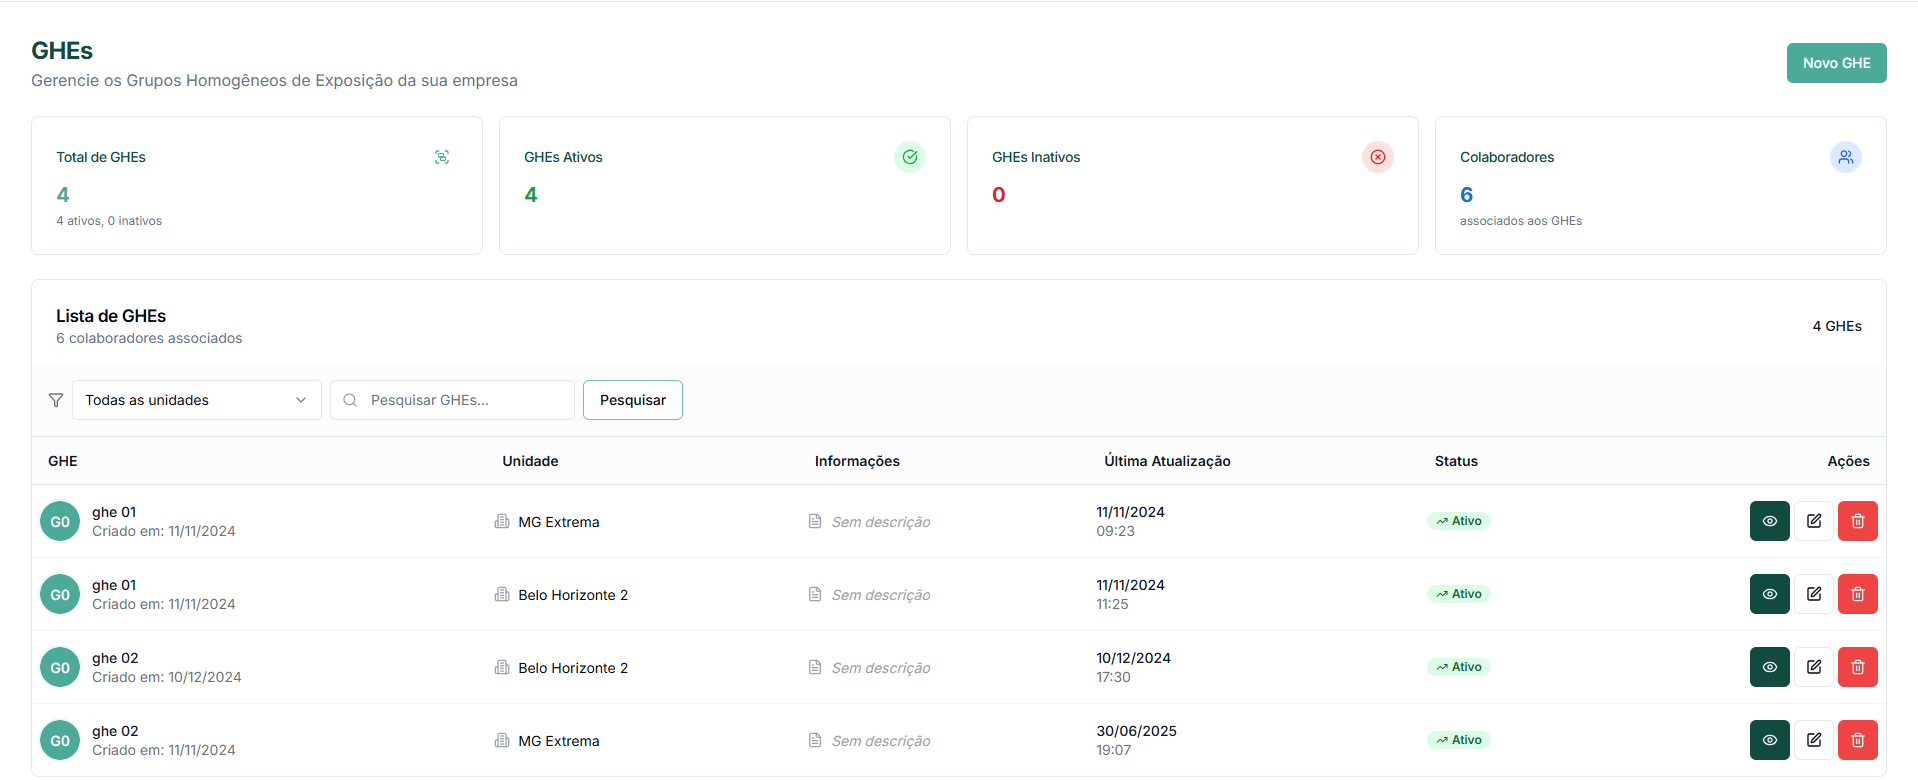 GHEs
Gerencie os Grupos Homogêneos de Exposição da sua empresa
Novo GHE
Total de GHEs
4
4 ativos, 0 inativos
GHEs Ativos
4
GHEs Inativos
0
Colaboradores
6
associados aos GHEs
Lista de GHEs
6 colaboradores associados
4 GHEs
Todas as unidades
Pesquisar GHEs...
Pesquisar
GHE Unidade Informações Última Atualização Status Ações
G0
ghe 01
Criado em: 11/11/2024
MG Extrema
Sem descrição
11/11/2024
09:23
Ativo
G0
ghe 01
Criado em: 11/11/2024
Belo Horizonte 2
Sem descrição
11/11/2024
11:25
Ativo
G0
ghe 02
Criado em: 10/12/2024
Belo Horizonte 2
Sem descrição
10/12/2024
17:30
Ativo
G0
ghe 02
Criado em: 11/11/2024
MG Extrema
Sem descrição
30/06/2025
19:07
Ativo